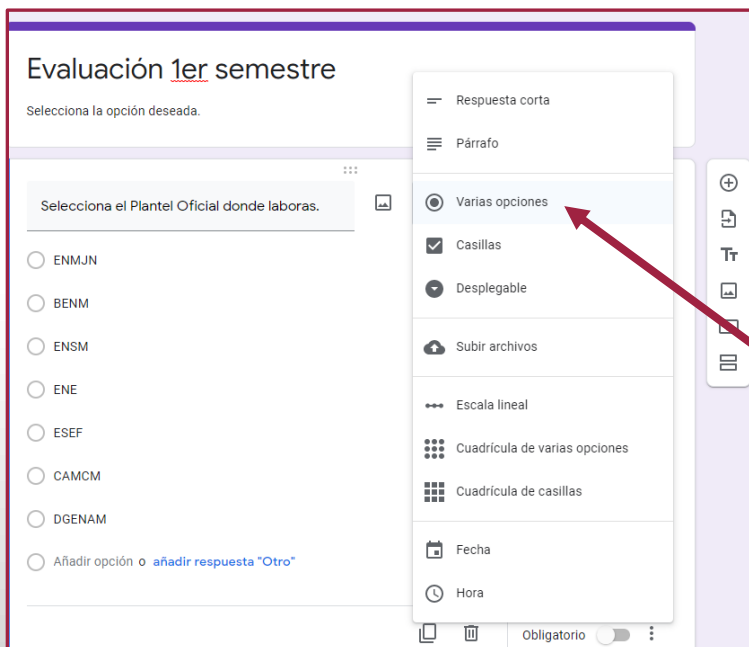 Evaluación 1er semestre
Selecciona la opción deseada.
Selecciona el Plantel Oficial donde laboras.
ENMJN
BENM
ENSM
ENE
ESEF
CAMCM
DGENAM
Añadir opción o añadir respuesta "Otro"
Respuesta corta
Párrafo
Varias opciones
Casillas
Desplegable
Subir archivos
Escala lineal
Cuadrícula de varias opciones
Cuadrícula de casillas
Fecha
Hora
Obligatorio
Tт